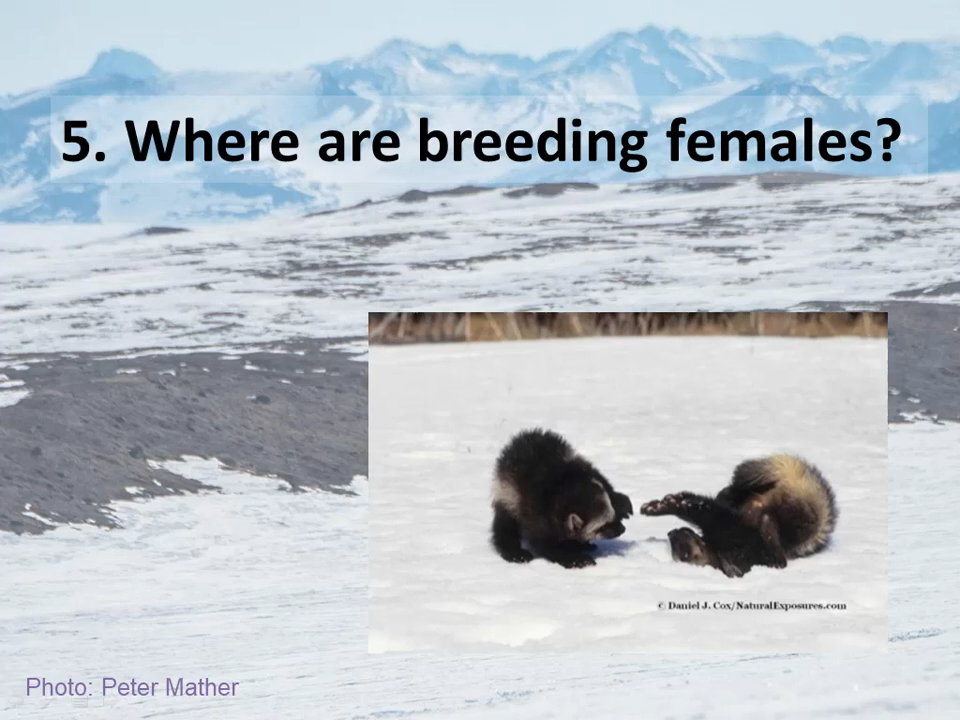 5. Where are breeding females?
© Daniel J. Cox/NaturalExposures.com
Photo: Peter Mather